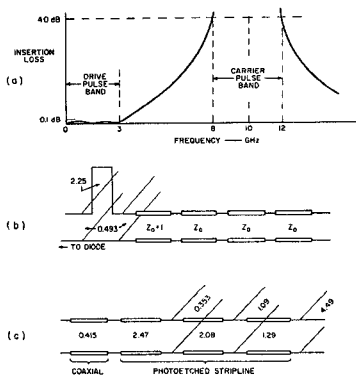 4.0 dB
INSERTION
LOSS
(a)
DRIVE
PULSE
BAND
CARRIER
PULSE
BAND
0.1 dB
0
3
8
10
12
FREQUENCY — GHz
(b)
2.25
0.493
Z₀+1
Z₀
Z₀
Z₀
← TO DIODE
(c)
0.353
1.09
4.49
0.415
2.47
2.08
1.29
COAXIAL
PHOTOETCHED STRIPLINE